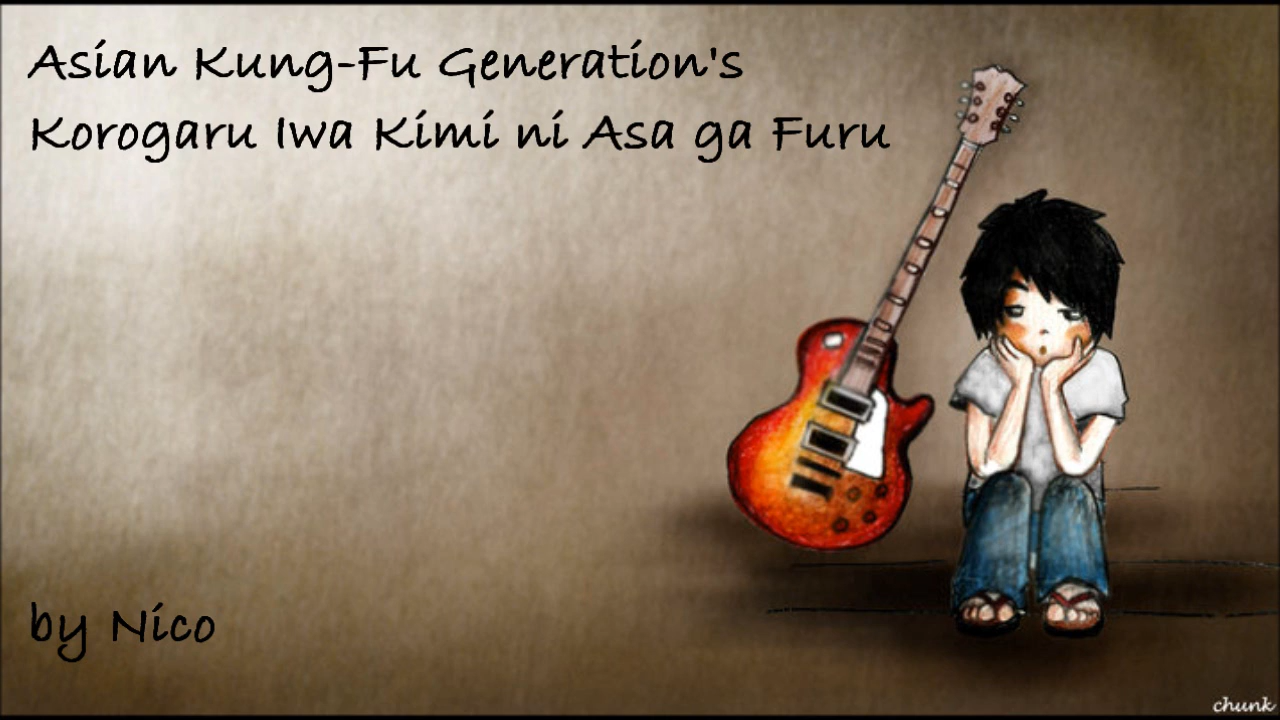 Asian Kung-Fu Generation's
Korogaru Iwa Kimi ni Asa ga Furu
by Nico
chunk